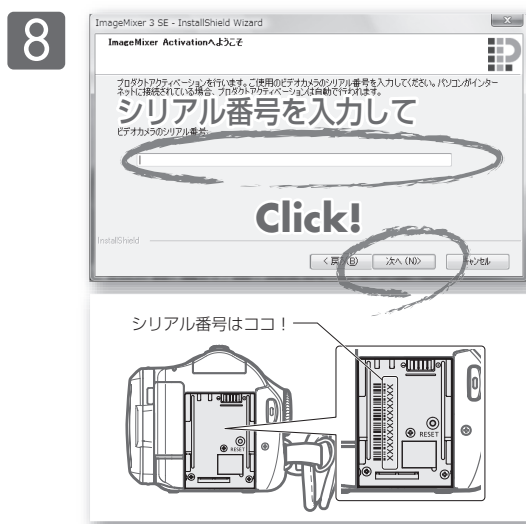 8
ImageMixer 3 SE - InstallShield Wizard
ImageMixer Activationへようこそ
プロダクトアクティベーションを行います。ご使用のビデオカメラのシリアル番号を入力してください。パソコンがインター
ネットに接続されている場合、プロダクトアクティベーションは自動で行われます。
シリアル番号を入力して
ビデオカメラのシリアル番号:
Click!
InstallShield
< 戻る(B) 次へ (N)> キャンセル
シリアル番号はココ！
RESET
RESET
XXXXXXXXXXXX